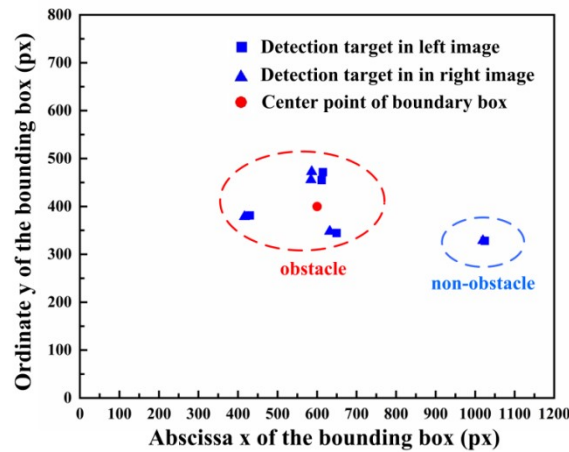 800
700
600
500
400
300
200
100
0
Ordinate y of the bounding box (px)
Detection target in left image
Detection target in in right image
Center point of boundary box
obstacle
non-obstacle
0 100 200 300 400 500 600 700 800 900 1000 1100 1200
Abscissa x of the bounding box (px)